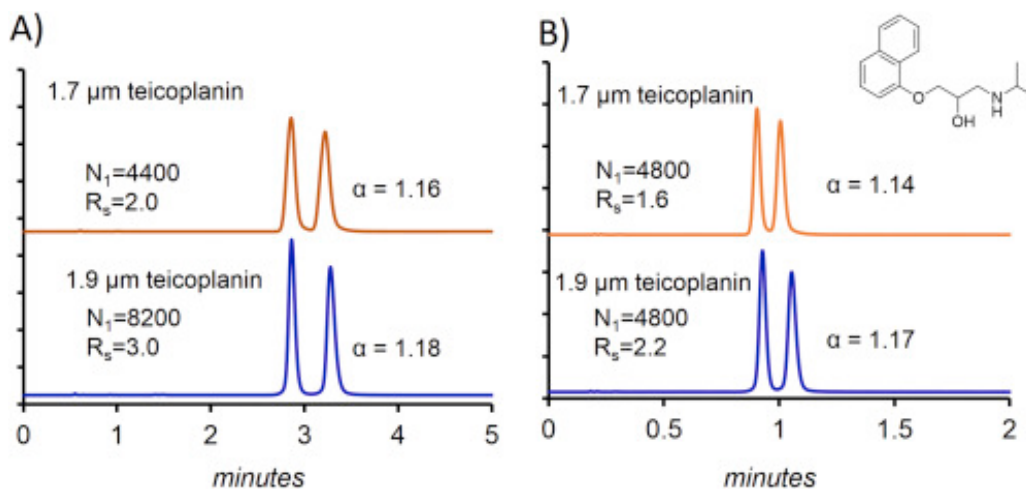 A)
1.7 µm teicoplanin
N₁=4400
Rₛ=2.0
α = 1.16
1.9 µm teicoplanin
N₁=8200
Rₛ=3.0
α = 1.18
0 1 2 3 4 5
minutes
B)
1.7 µm teicoplanin
N₁=4800
Rₛ=1.6
α = 1.14
1.9 µm teicoplanin
N₁=4800
Rₛ=2.2
α = 1.17
0 0.5 1 1.5 2
minutes
O
OH
N
H